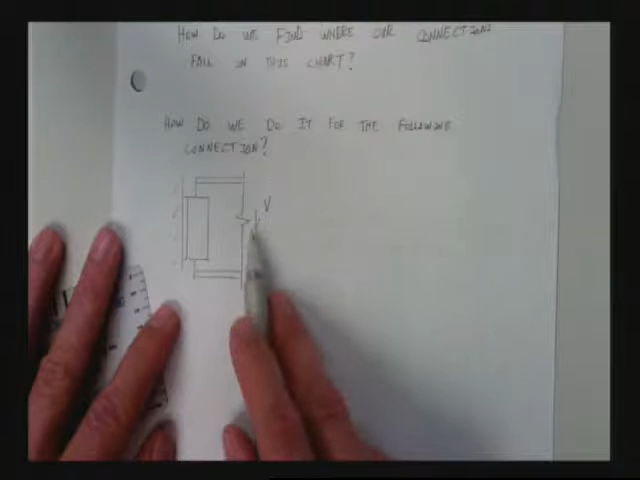 HOW DO WE FIND WHERE OUR CONNECTIONS
FALL IN THIS CHART?
HOW DO WE DO IT FOR THE FOLLOWING
CONNECTION?
V